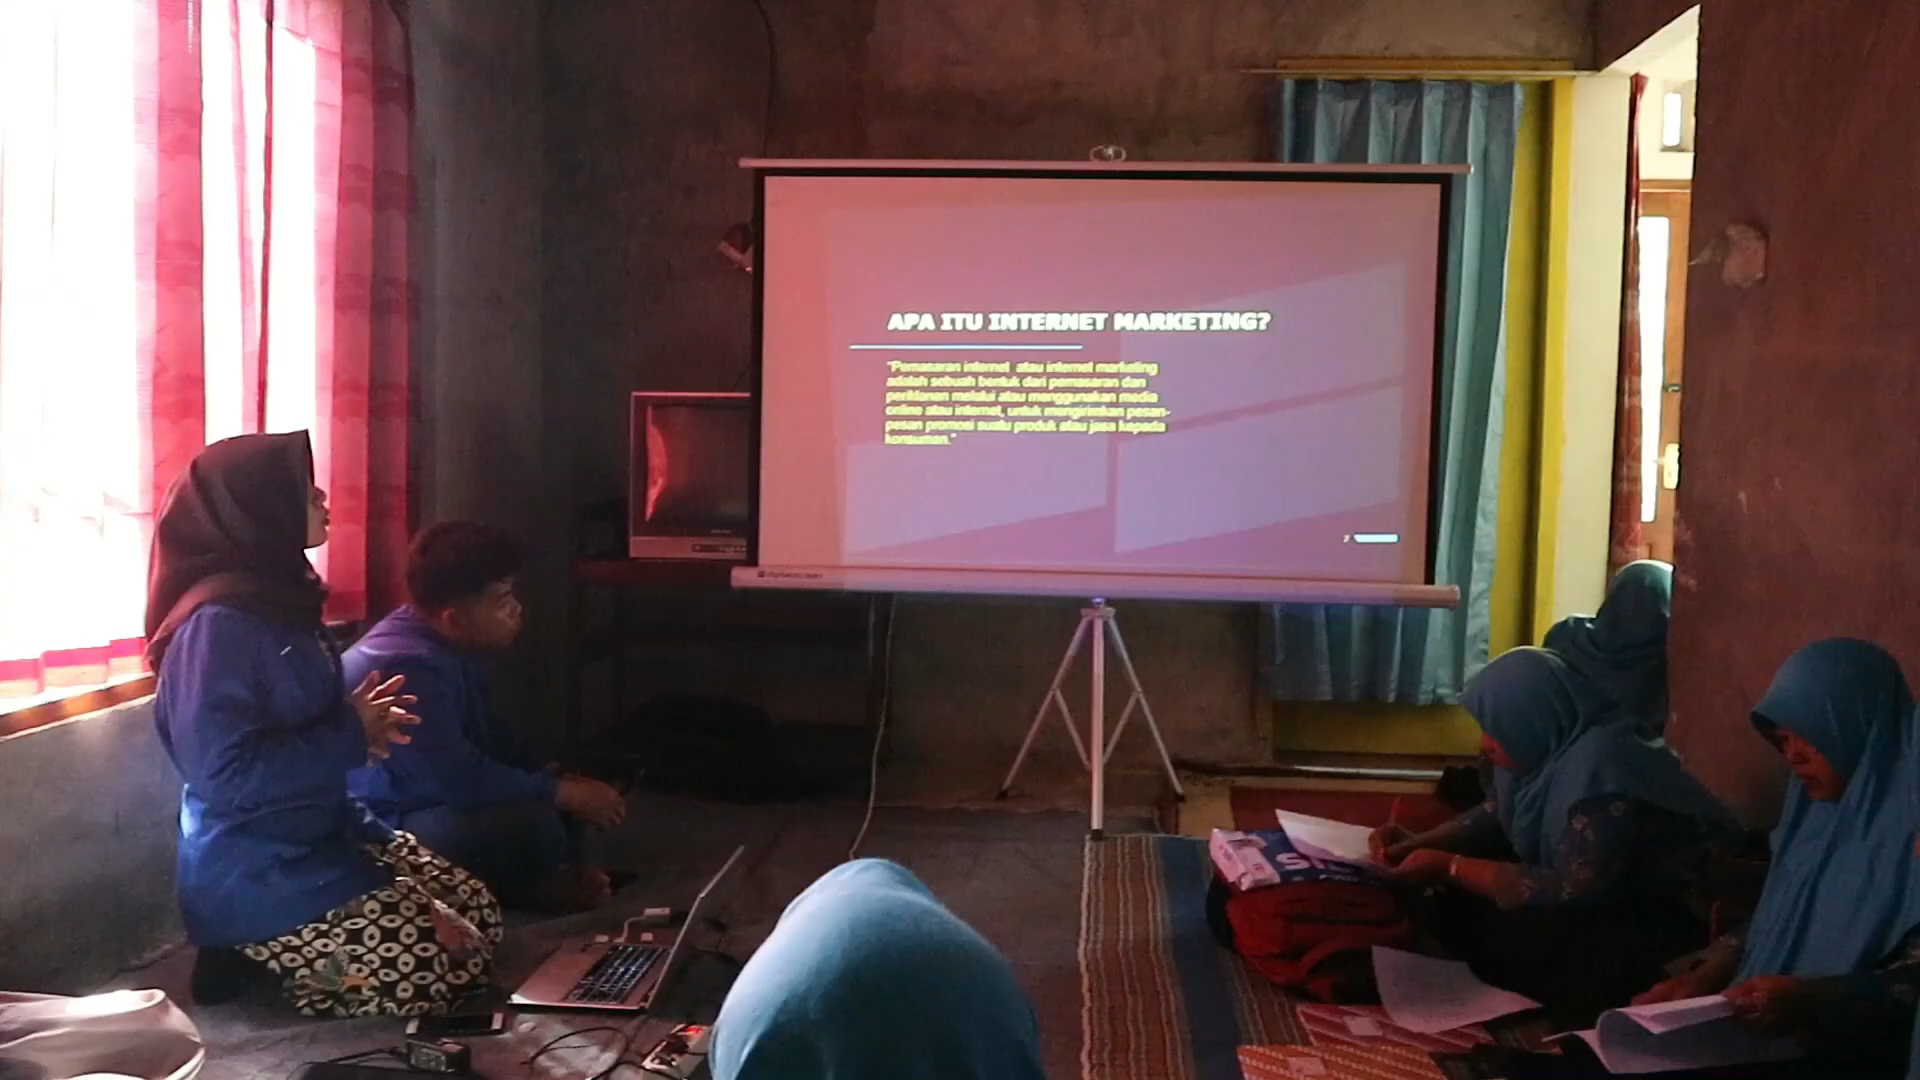 APA ITU INTERNET MARKETING?
"Pemasaran internet atau internet marketing
adalah sebuah bentuk dari pemasaran dan
periklanan melalui atau menggunakan media
online atau internet, untuk mengirimkan pesan-
pesan promosi suatu produk atau jasa kepada
konsumen."